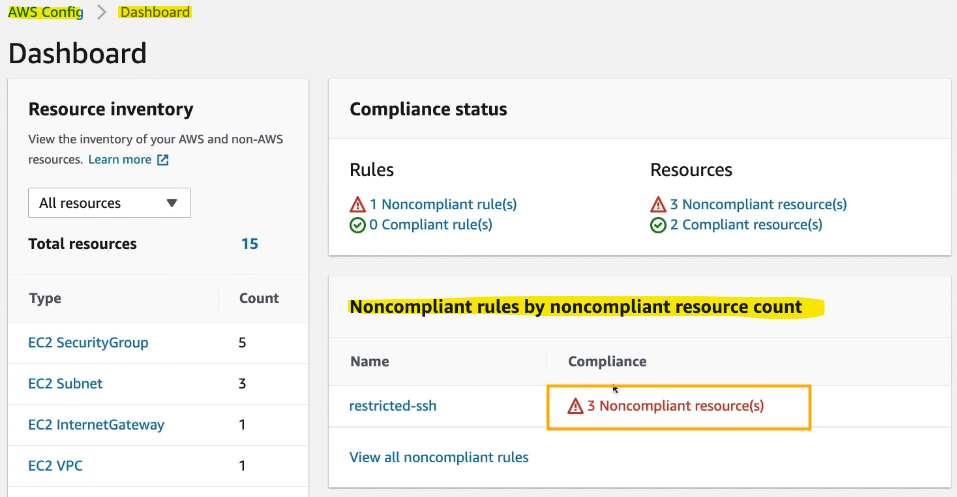 AWS Config > Dashboard
Dashboard
Resource inventory
View the inventory of your AWS and non-AWS
resources. Learn more
All resources
Total resources 15
Type Count
EC2 SecurityGroup 5
EC2 Subnet 3
EC2 InternetGateway 1
EC2 VPC 1
Compliance status
Rules Resources
1 Noncompliant rule(s) 3 Noncompliant resource(s)
0 Compliant rule(s) 2 Compliant resource(s)
Noncompliant rules by noncompliant resource count
Name Compliance
restricted-ssh 3 Noncompliant resource(s)
View all noncompliant rules